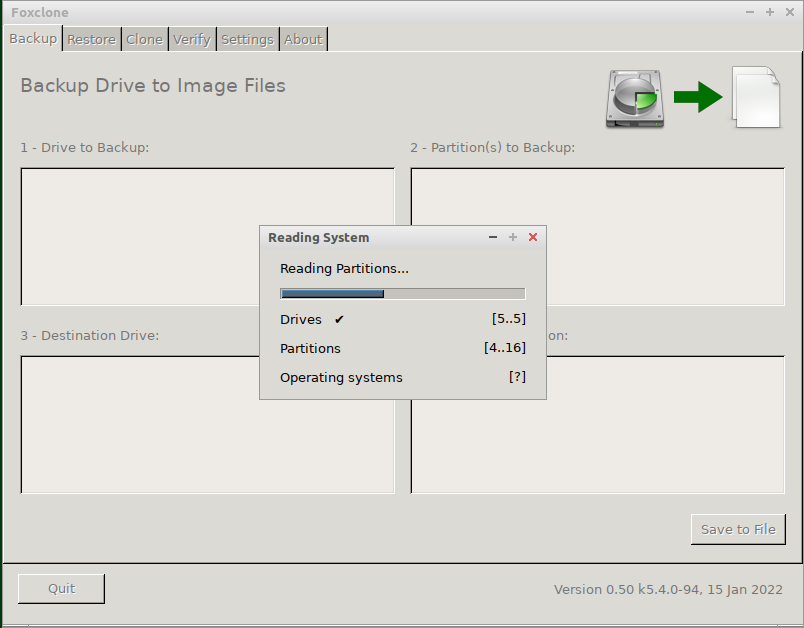 Foxclone
Backup Restore Clone Verify Settings About
Backup Drive to Image Files
1 - Drive to Backup: 2 - Partition(s) to Backup:
Reading System
Reading Partitions...
Drives ✔ [5..5]
Partitions [4..16]
Operating systems [?]
3 - Destination Drive: on:
Save to File
Quit Version 0.50 k5.4.0-94, 15 Jan 2022